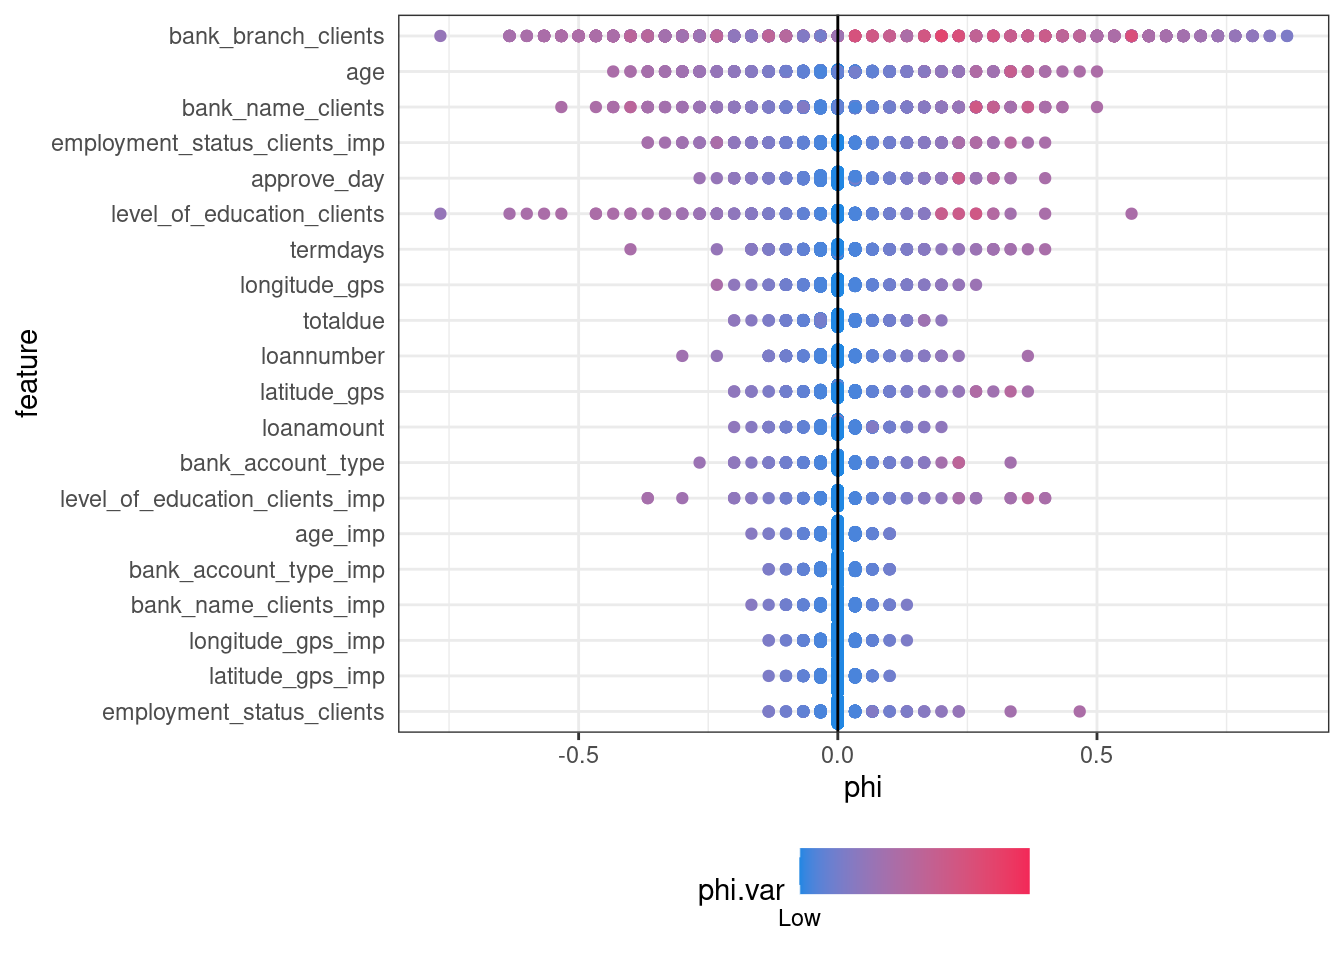 bank_branch_clients
age
bank_name_clients
employment_status_clients_imp
approve_day
level_of_education_clients
termdays
longitude_gps
totaldue
loannumber
latitude_gps
loanamount
bank_account_type
level_of_education_clients_imp
age_imp
bank_account_type_imp
bank_name_clients_imp
longitude_gps_imp
latitude_gps_imp
employment_status_clients
feature
-0.5 0.0 0.5
phi
phi.var
Low